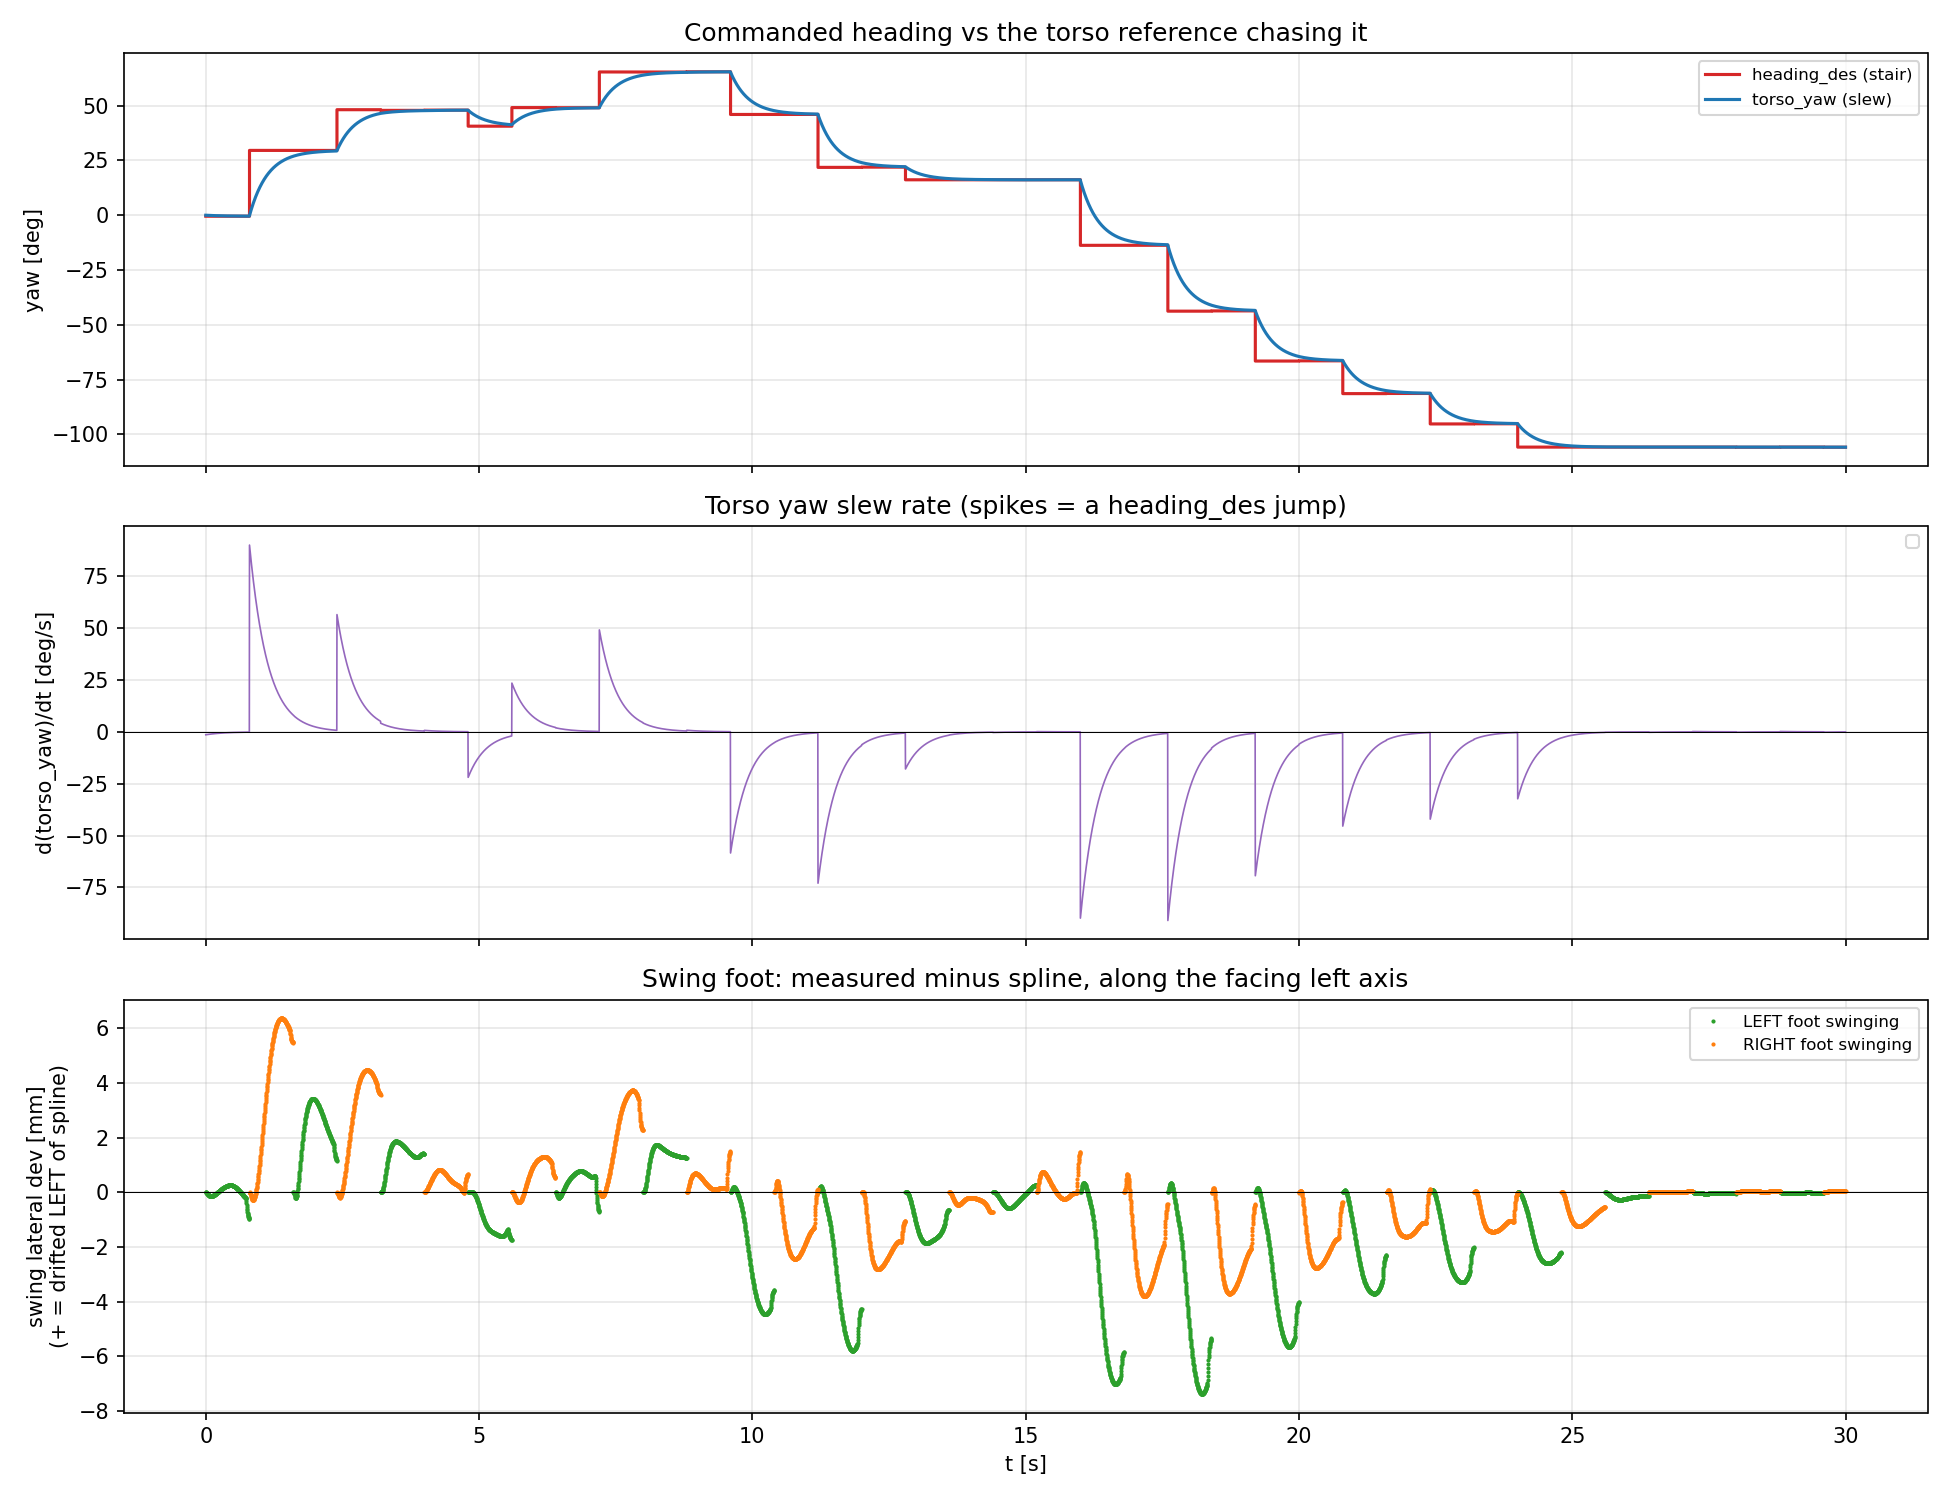 Commanded heading vs the torso reference chasing it
yaw [deg]
50
25
0
−25
−50
−75
−100
heading_des (stair)
torso_yaw (slew)
Torso yaw slew rate (spikes = a heading_des jump)
d(torso_yaw)/dt [deg/s]
75
50
25
0
−25
−50
−75
Swing foot: measured minus spline, along the facing left axis
swing lateral dev [mm]
(+ = drifted LEFT of spline)
6
4
2
0
−2
−4
−6
−8
LEFT foot swinging
RIGHT foot swinging
0 5 10 15 20 25 30
t [s]